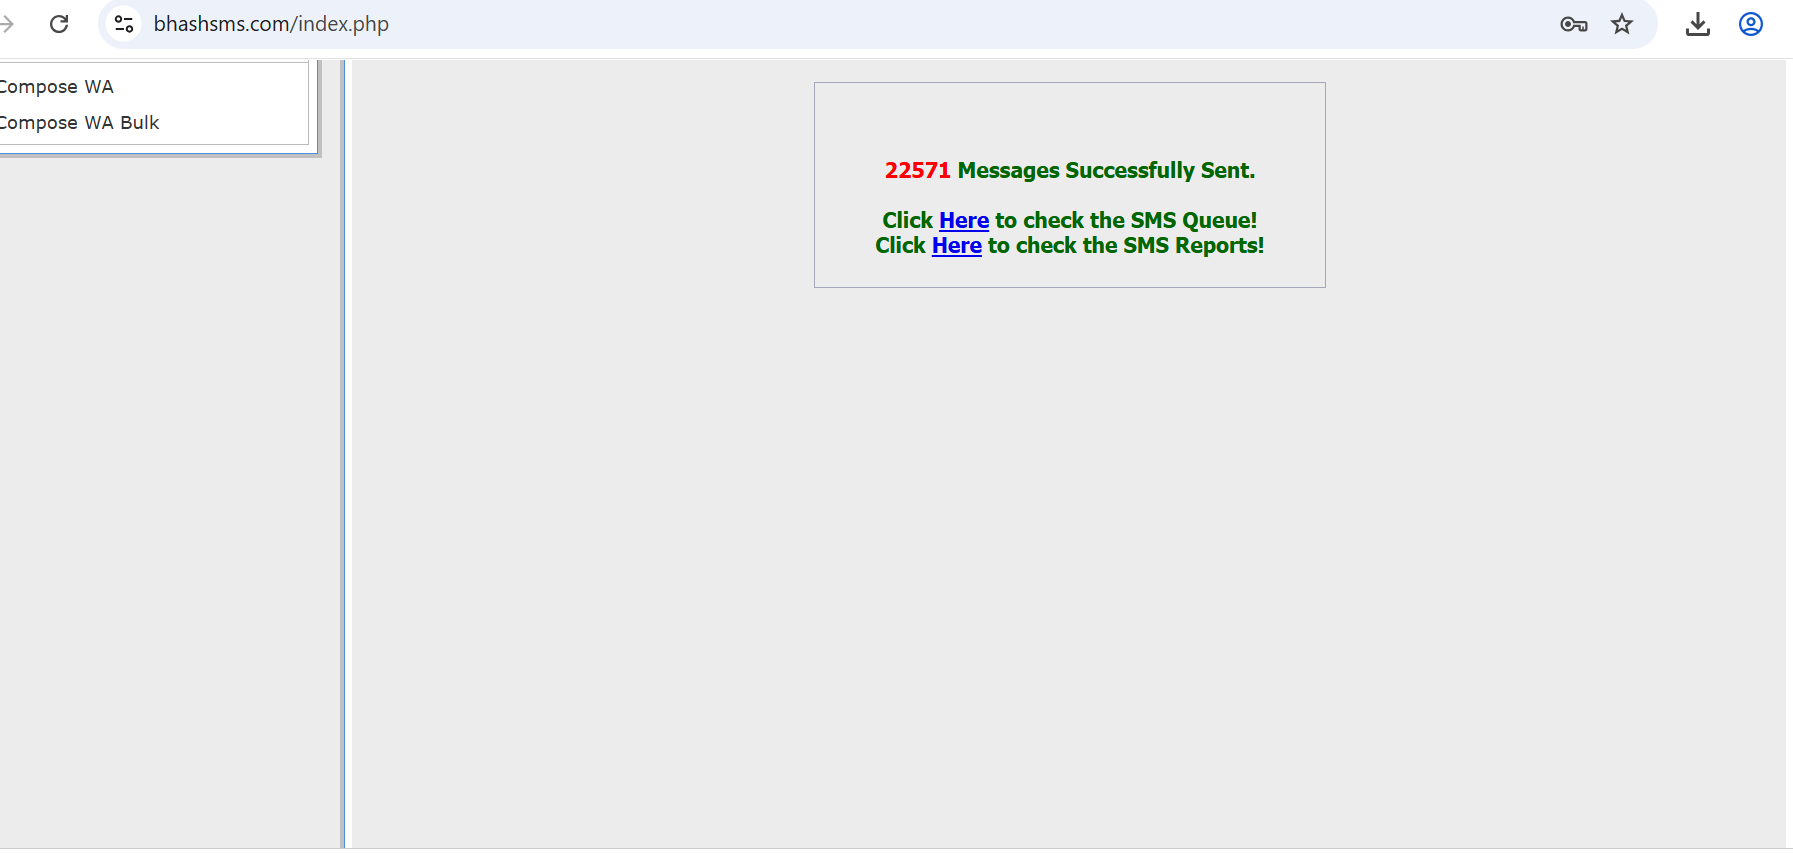 bhashsms.com/index.php
Compose WA
Compose WA Bulk
22571 Messages Successfully Sent.
Click Here to check the SMS Queue!
Click Here to check the SMS Reports!